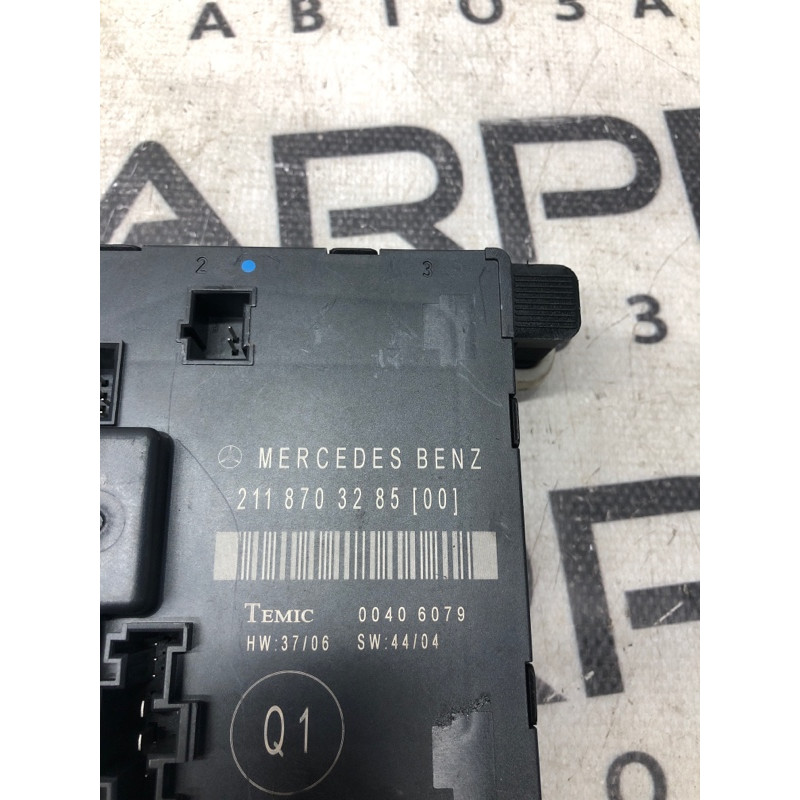 АВТОЗА
ARPE
3
2
3
MERCEDES BENZ
211 870 32 85 [00]
TEMIC 0040 6079
HW:37/06 SW:44/04
Q1